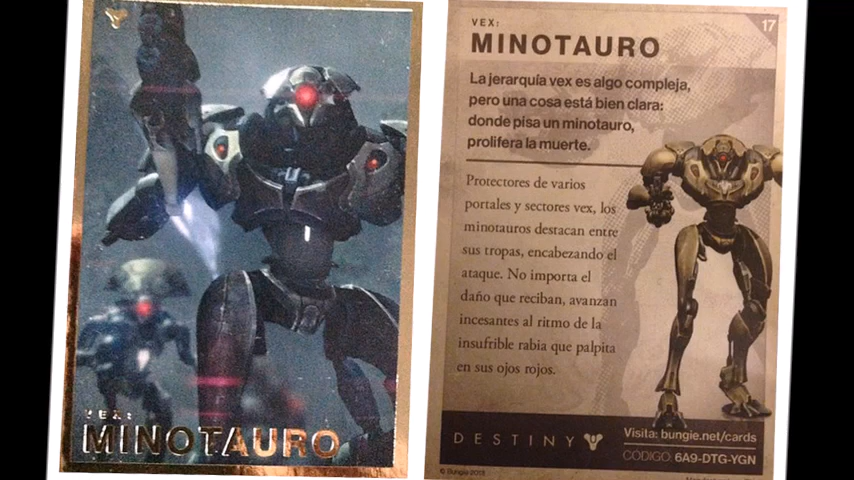 VEX:
MINOTAURO
VEX:
MINOTAURO
17
La jerarquía vex es algo compleja,
pero una cosa está bien clara:
donde pisa un minotauro,
prolifera la muerte.
Protectores de varios
portales y sectores vex, los
minotauros destacan entre
sus tropas, encabezando el
ataque. No importa el
daño que reciban, avanzan
incesantes al ritmo de la
insufrible rabia que palpita
en sus ojos rojos.
DESTINY
Visita: bungie.net/cards
CÓDIGO: 6A9-DTG-YGN
© Bungie 2013